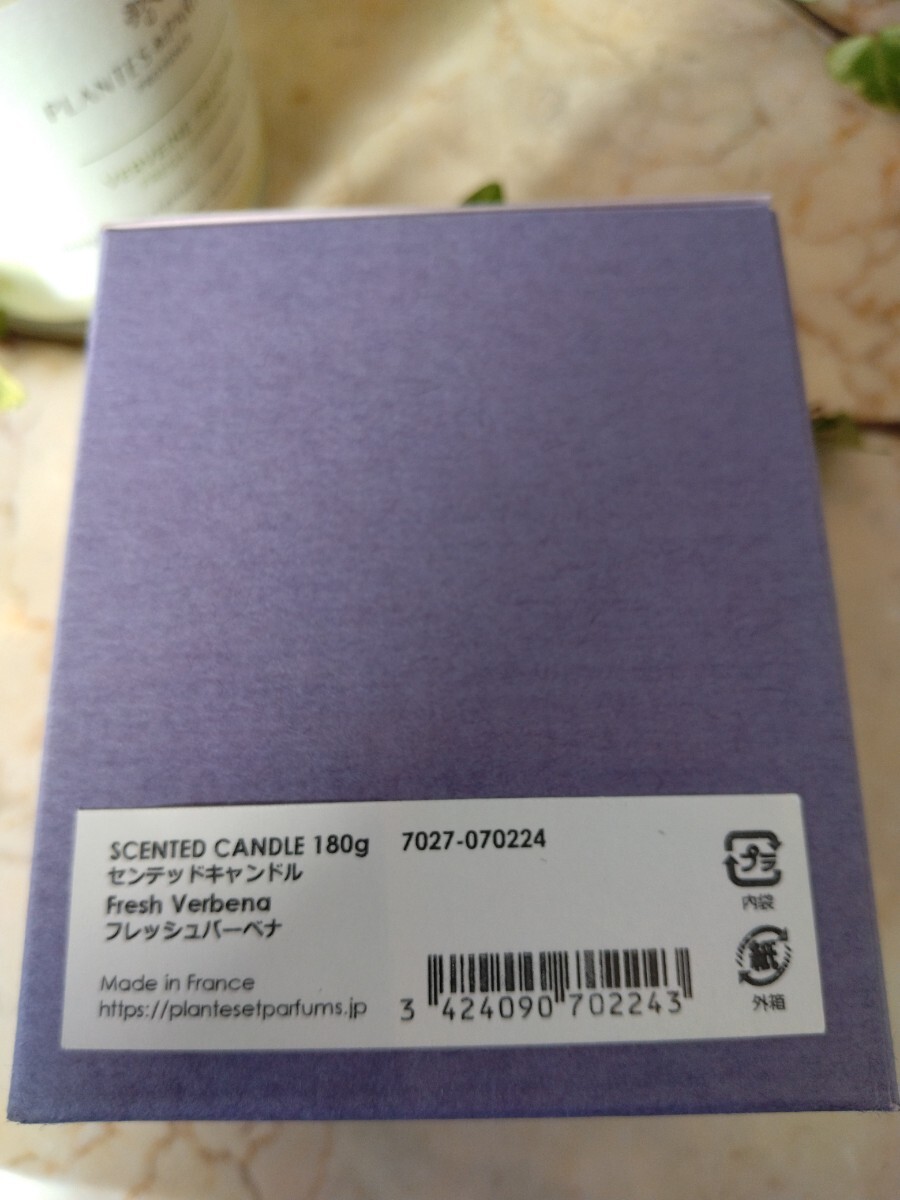 PLANTES &
SCENTED CANDLE 180g
センテッドキャンドル
Fresh Verbena
フレッシュバーベナ
Made in France
https://plantesetparfums.jp
7027-070224
3 424090 702243
プラ
内袋
紙
外箱